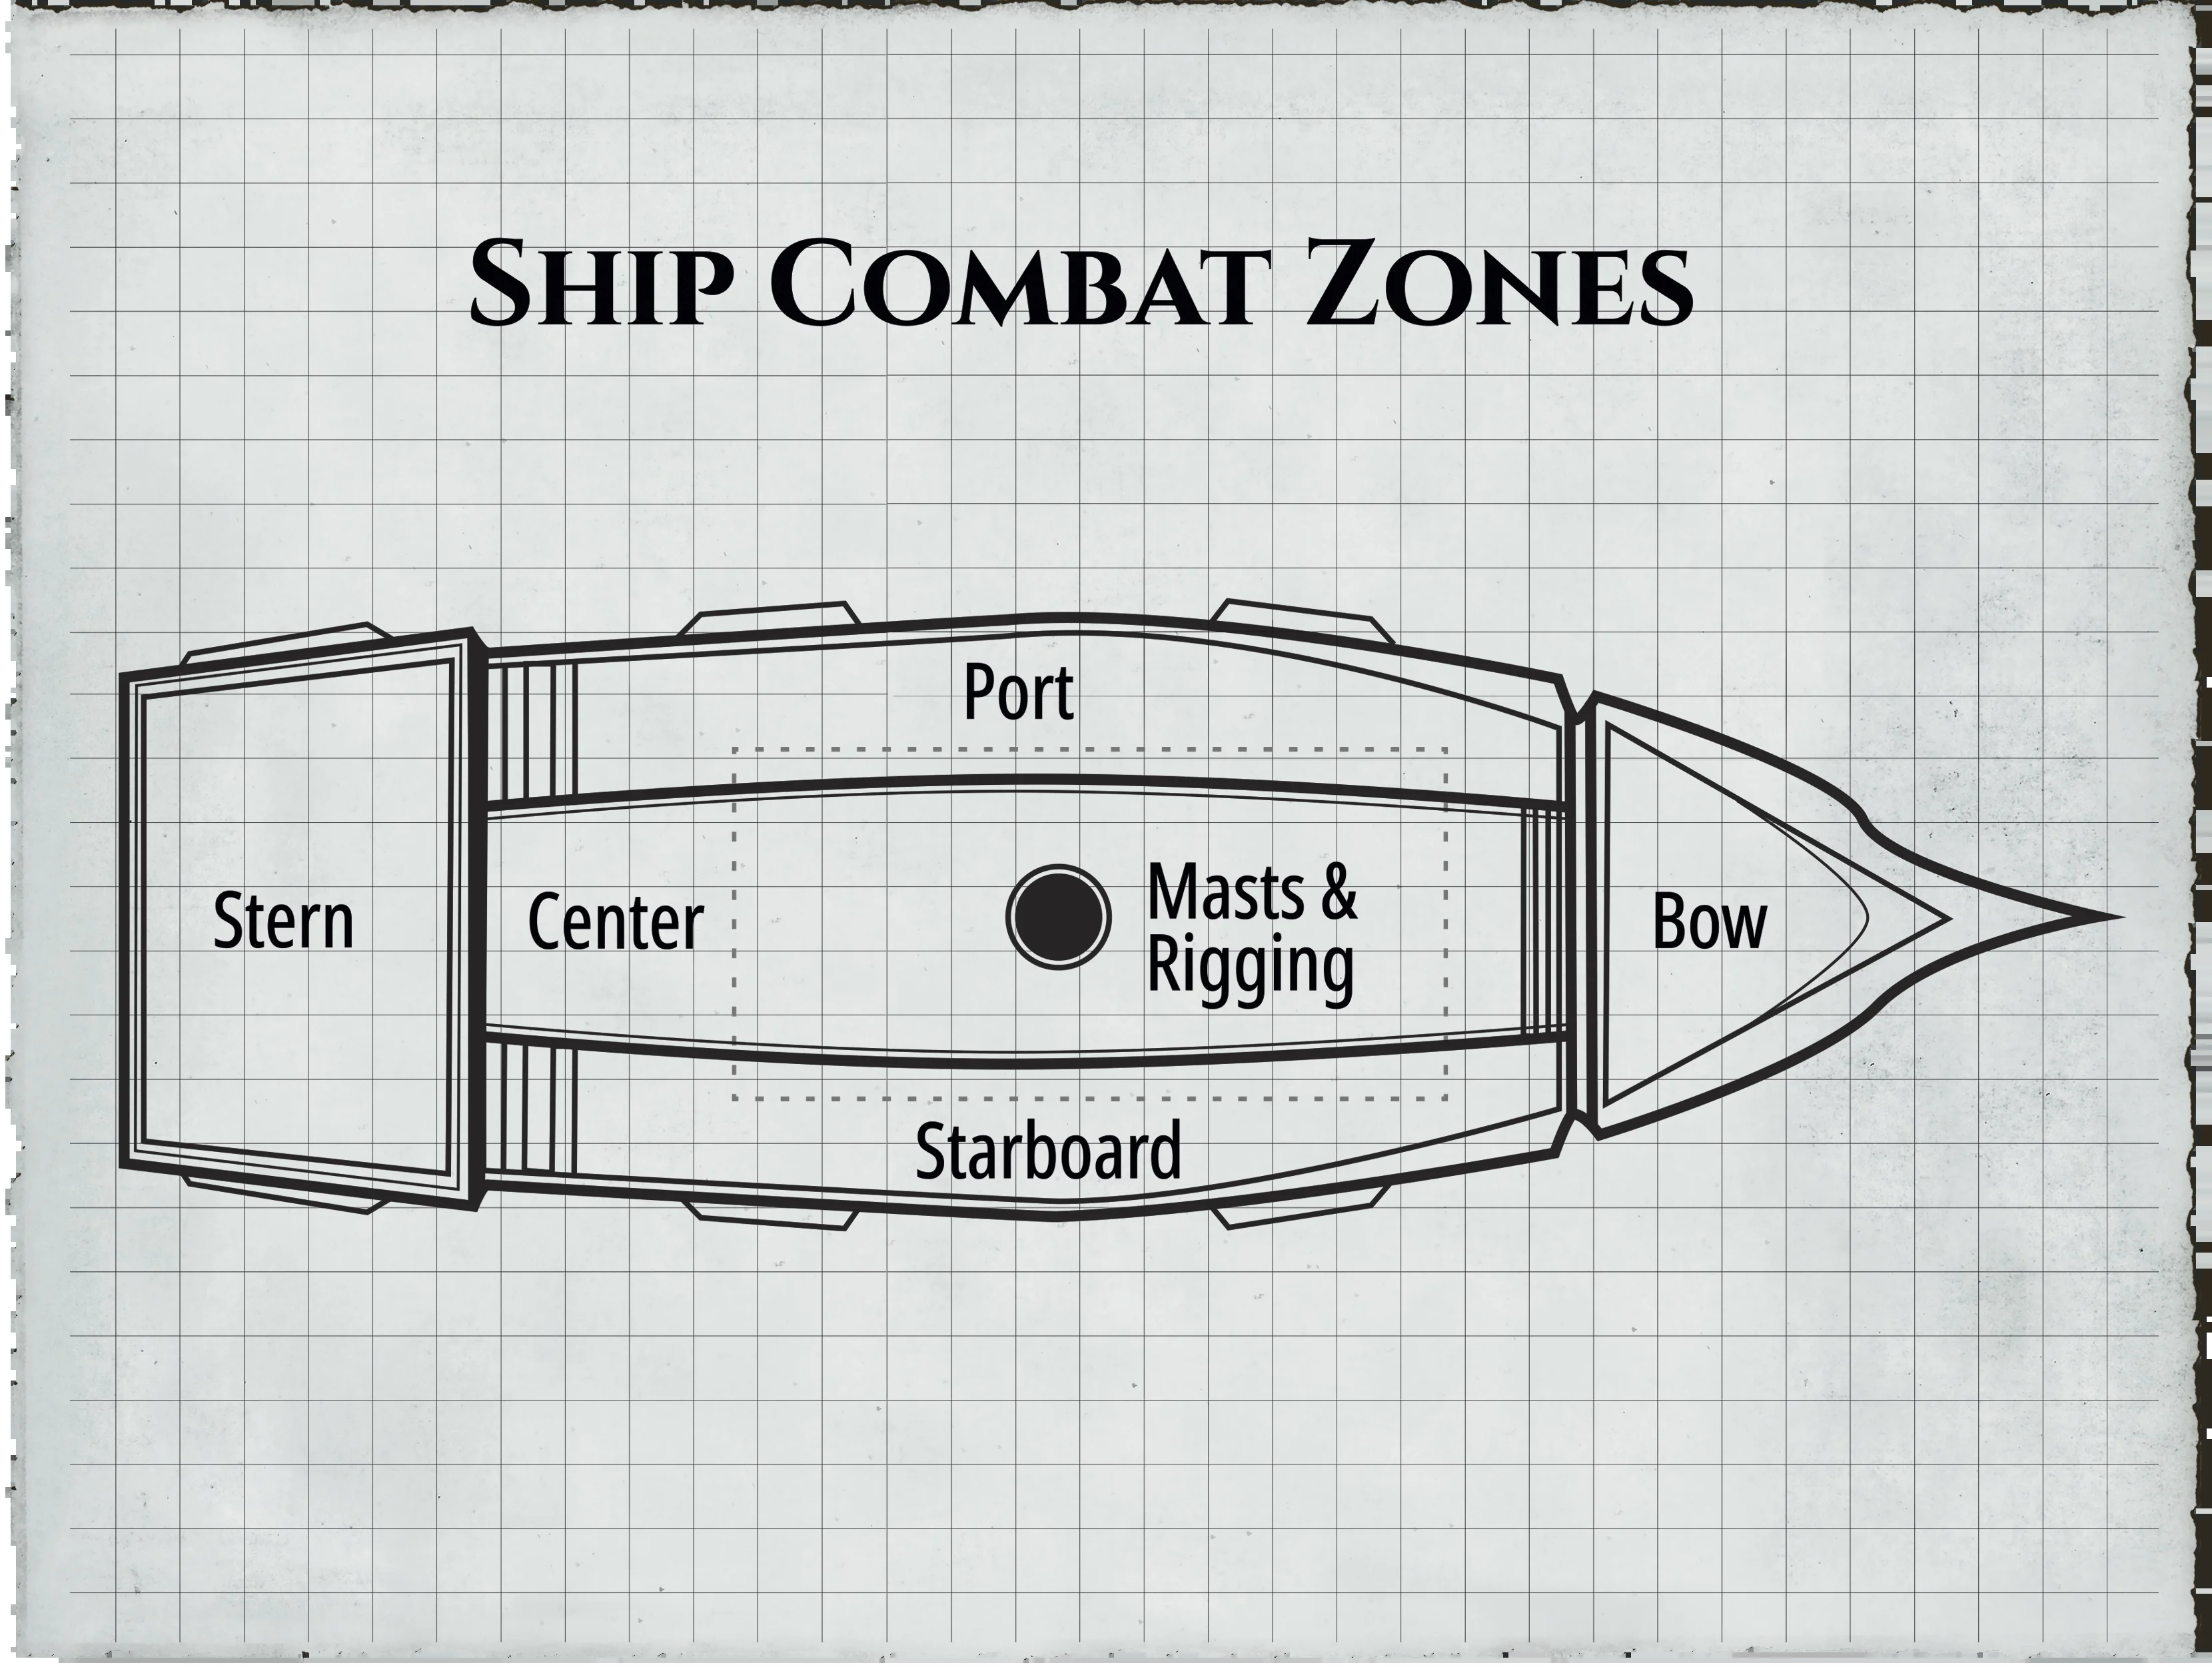 Ship Combat Zones
Port
Stern
Center
Masts &
Rigging
Bow
Starboard